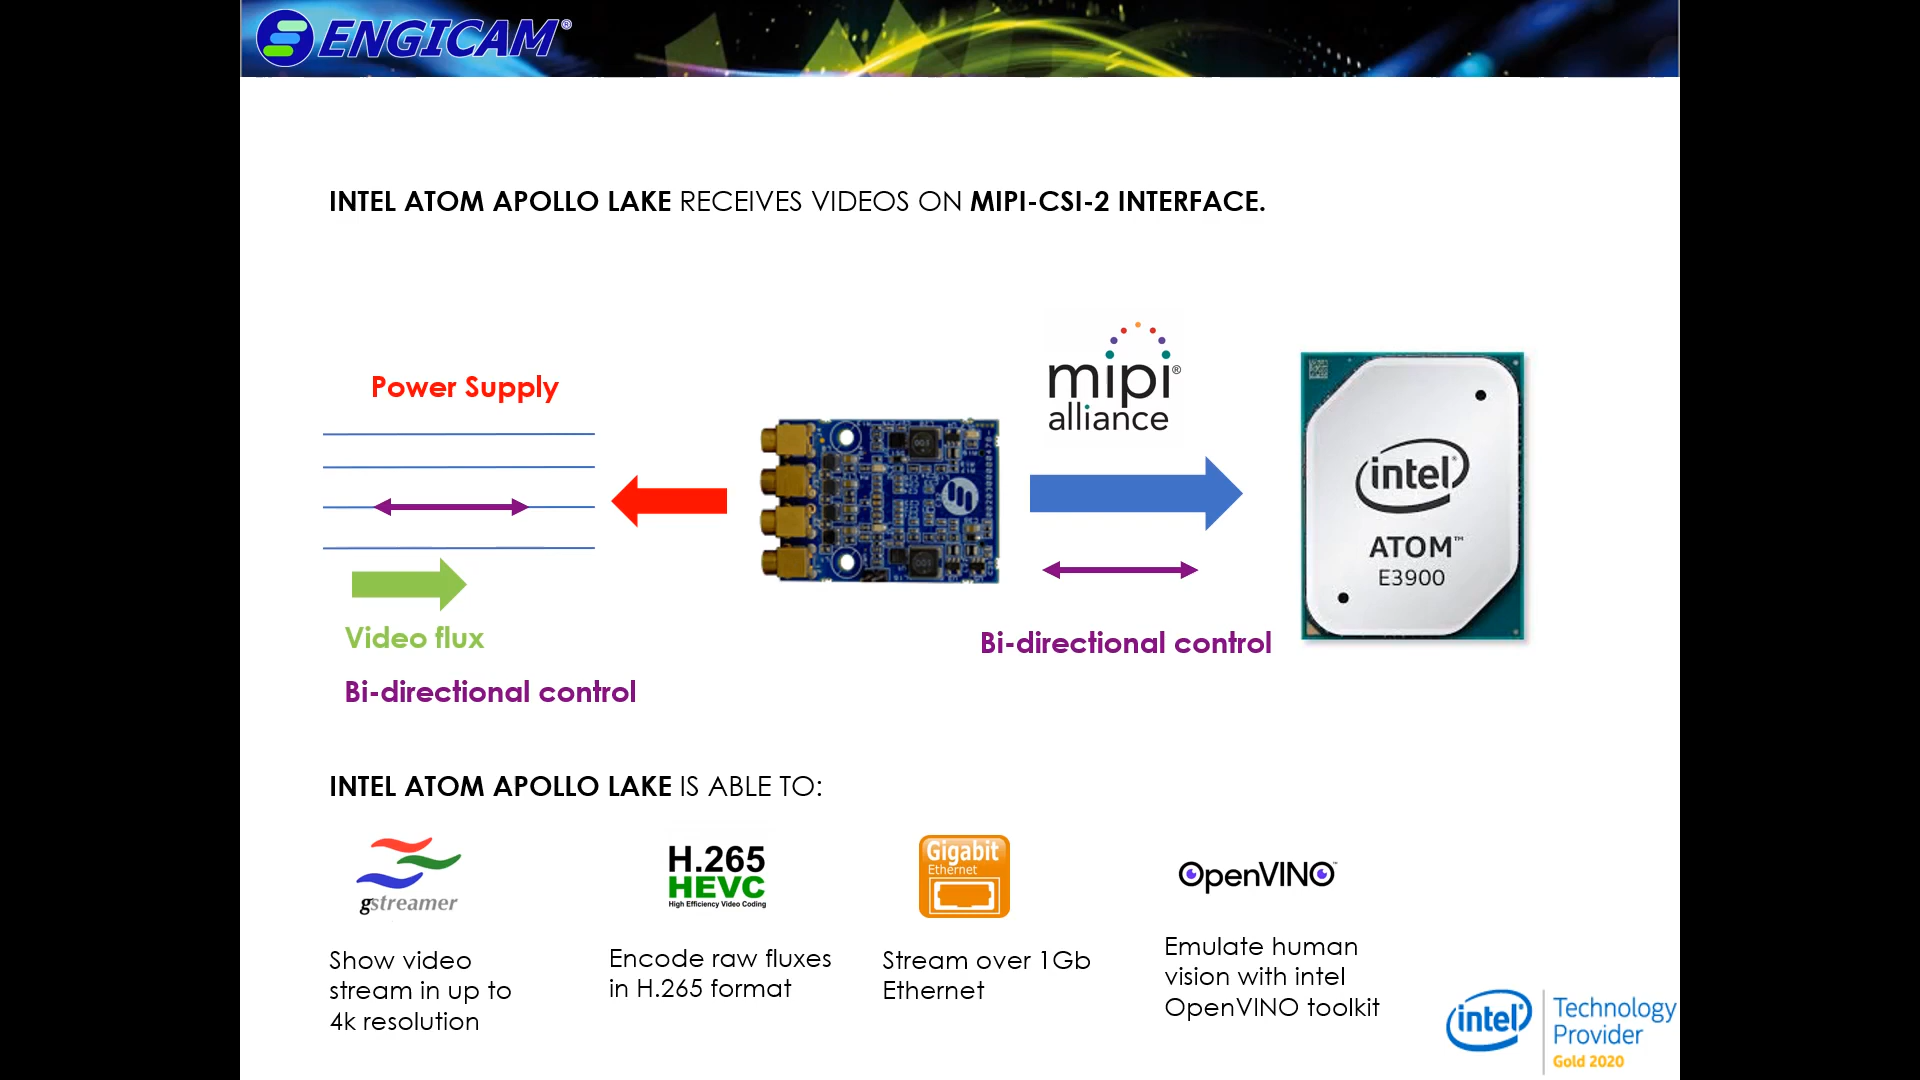 ENGICAM®
INTEL ATOM APOLLO LAKE RECEIVES VIDEOS ON MIPI-CSI-2 INTERFACE.
mipi®
alliance
Power Supply
intel®
ATOM™
E3900
Video flux
Bi-directional control
Bi-directional control
INTEL ATOM APOLLO LAKE IS ABLE TO:
gstreamer
H.265
HEVC
High Efficiency Video Coding
Gigabit
Ethernet
OpenVINO™
Show video
stream in up to
4k resolution
Encode raw fluxes
in H.265 format
Stream over 1Gb
Ethernet
Emulate human
vision with intel
OpenVINO toolkit
intel®
Technology
Provider
Gold 2020